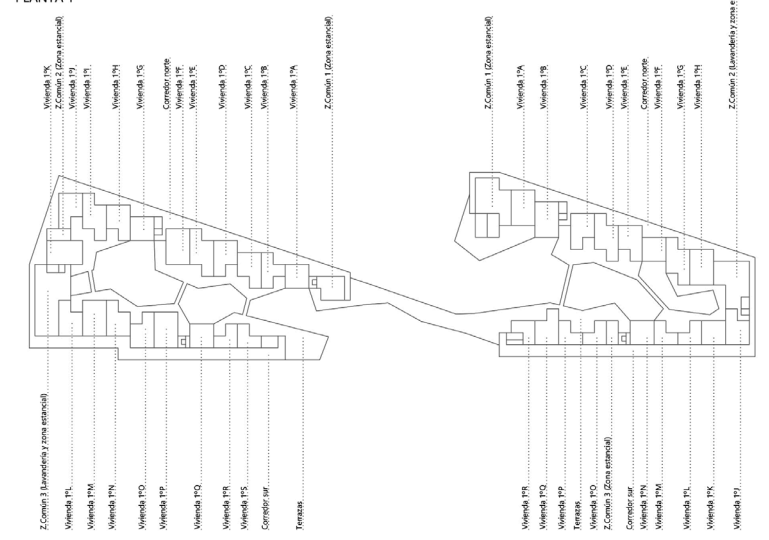 PLANTA 1
Vivienda 1ºK
Z.Común 2 (Zona estancial)
Vivienda 1ºJ
Vivienda 1ºI
Vivienda 1ºH
Vivienda 1ºG
Corredor norte
Vivienda 1ºF
Vivienda 1ºE
Vivienda 1ºD
Vivienda 1ºC
Vivienda 1ºB
Vivienda 1ºA
Z.Común 1 (Zona estancial)
Z.Común 1 (Zona estancial)
Vivienda 1ºA
Vivienda 1ºB
Vivienda 1ºC
Vivienda 1ºD
Vivienda 1ºE
Corredor norte
Vivienda 1ºF
Vivienda 1ºG
Vivienda 1ºH
Z.Común 2 (Lavandería y zona e
Z.Común 3 (Lavandería y zona estancial)
Vivienda 1ºL
Vivienda 1ºM
Vivienda 1ºN
Vivienda 1ºO
Vivienda 1ºP
Vivienda 1ºQ
Vivienda 1ºR
Vivienda 1ºS
Corredor sur
Terrazas
Vivienda 1ºR
Vivienda 1ºQ
Vivienda 1ºP
Terrazas
Vivienda 1ºO
Z.Común 3 (Zona estancial)
Corredor sur
Vivienda 1ºN
Vivienda 1ºM
Vivienda 1ºL
Vivienda 1ºK
Vivienda 1ºJ